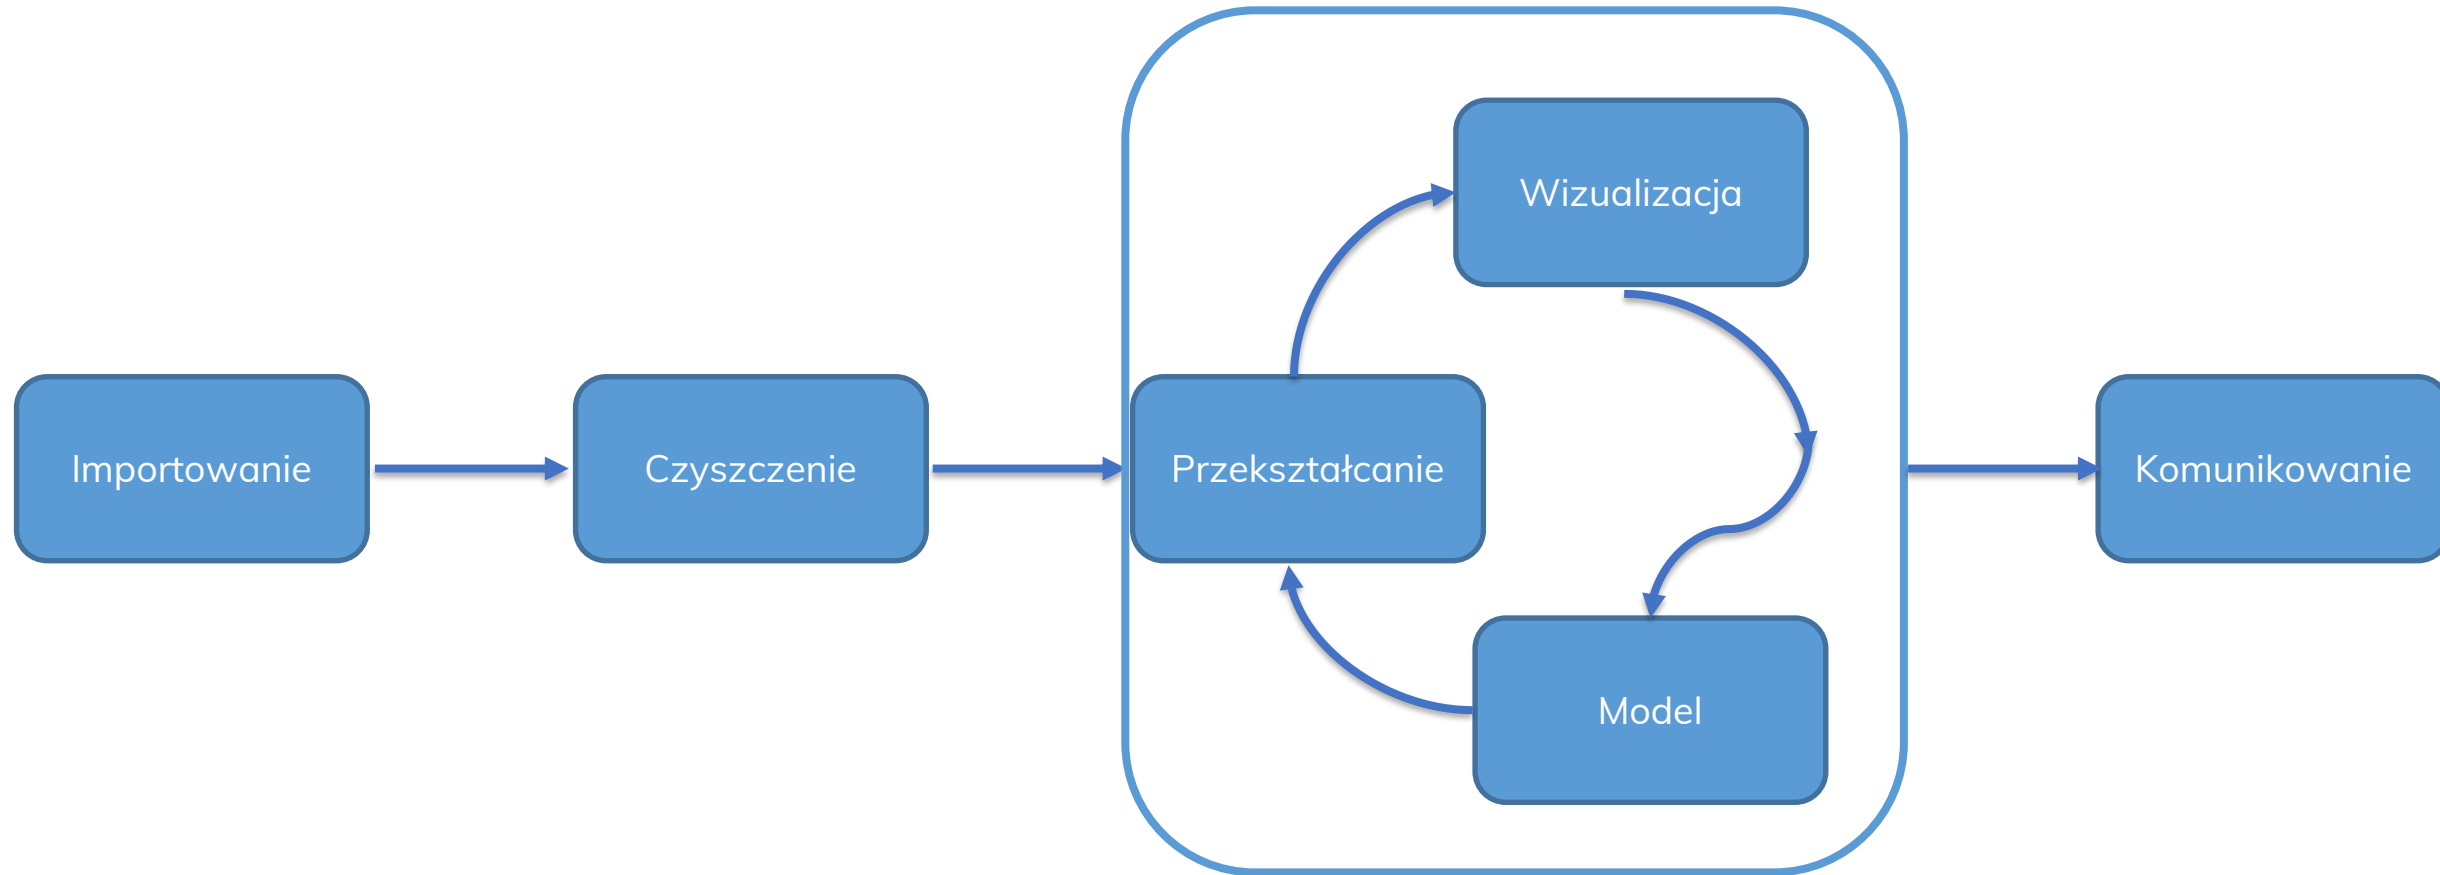 Importowanie
Czyszczenie
Przekształcanie
Wizualizacja
Model
Komunikowanie